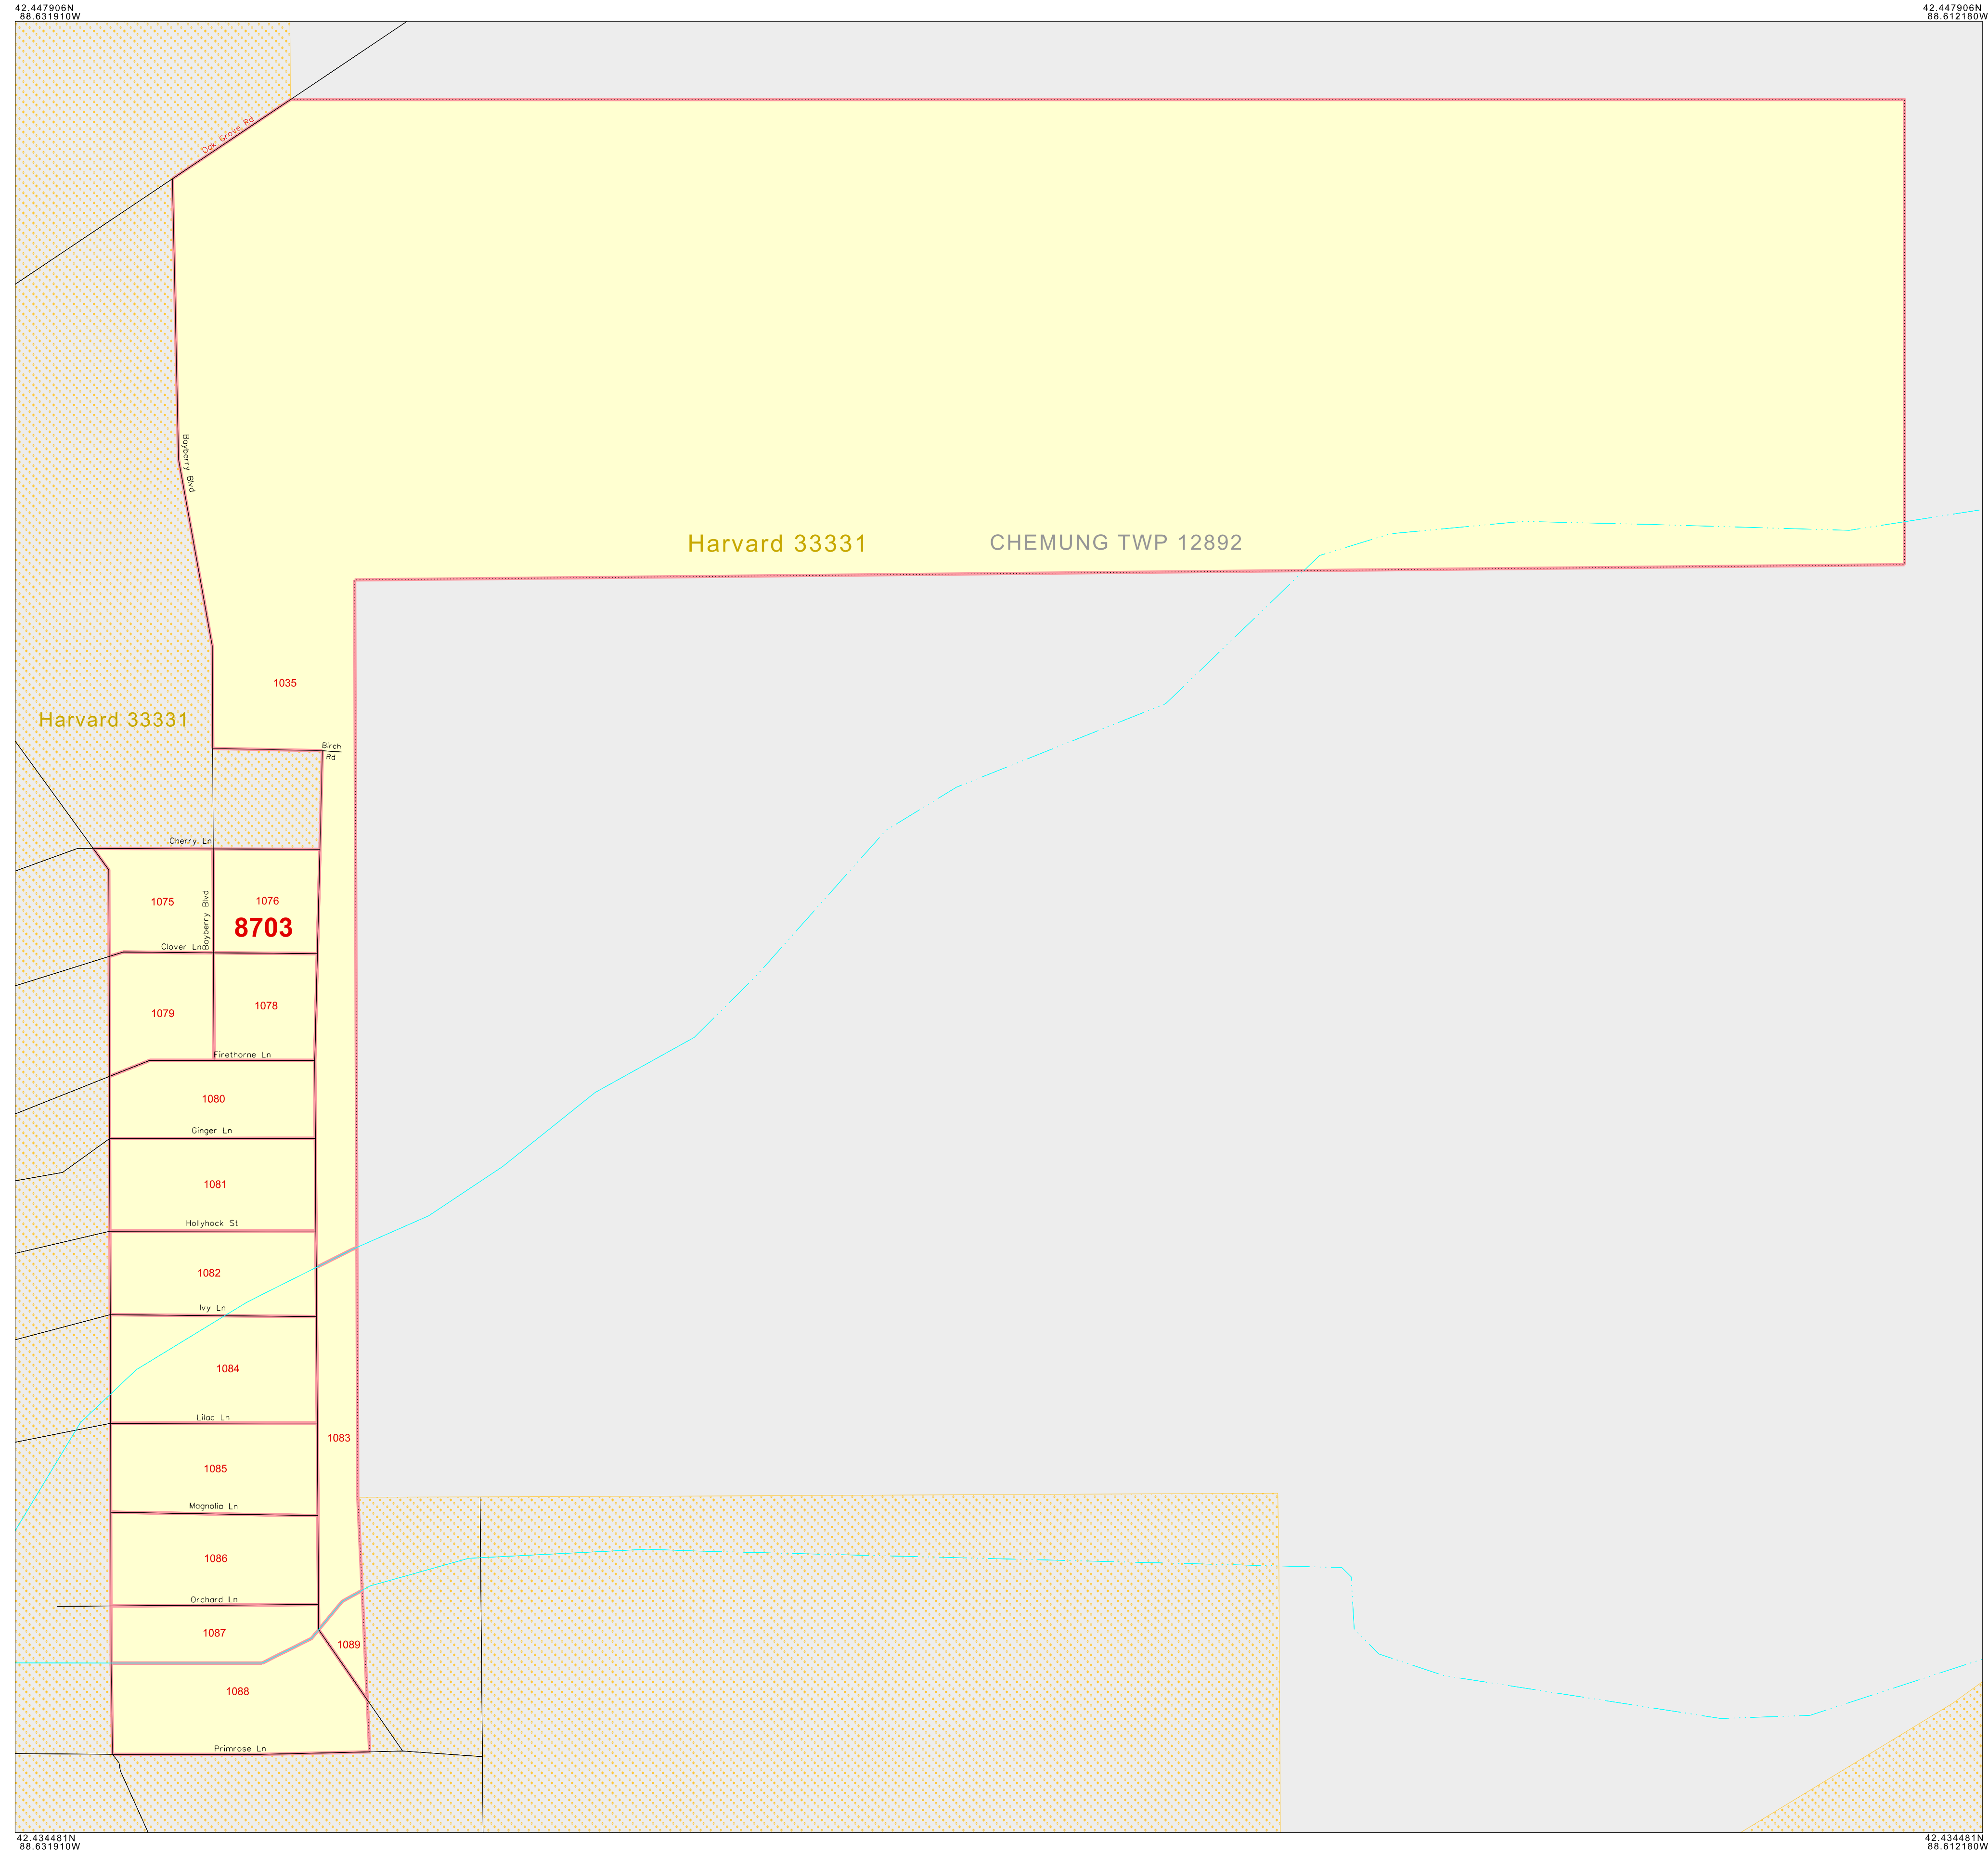 42.447906N
88.631910W
42.447906N
88.612180W
Oak Grove Rd
Bayberry Blvd
Harvard 33331
CHEMUNG TWP 12892
1035
Harvard 33331
Birch
Rd
Cherry Ln
1075
Bayberry Blvd
1076
8703
Clover Ln
1079
1078
Firethorne Ln
1080
Ginger Ln
1081
Hollyhock St
1082
Ivy Ln
1084
Lilac Ln
1083
1085
Magnolia Ln
1086
Orchard Ln
1087
1089
1088
Primrose Ln
42.434481N
88.631910W
42.434481N
88.612180W